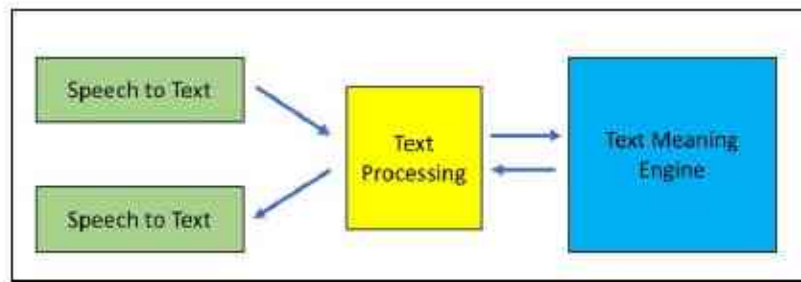 Speech to Text
Text
Processing
Text Meaning
Engine
Speech to Text